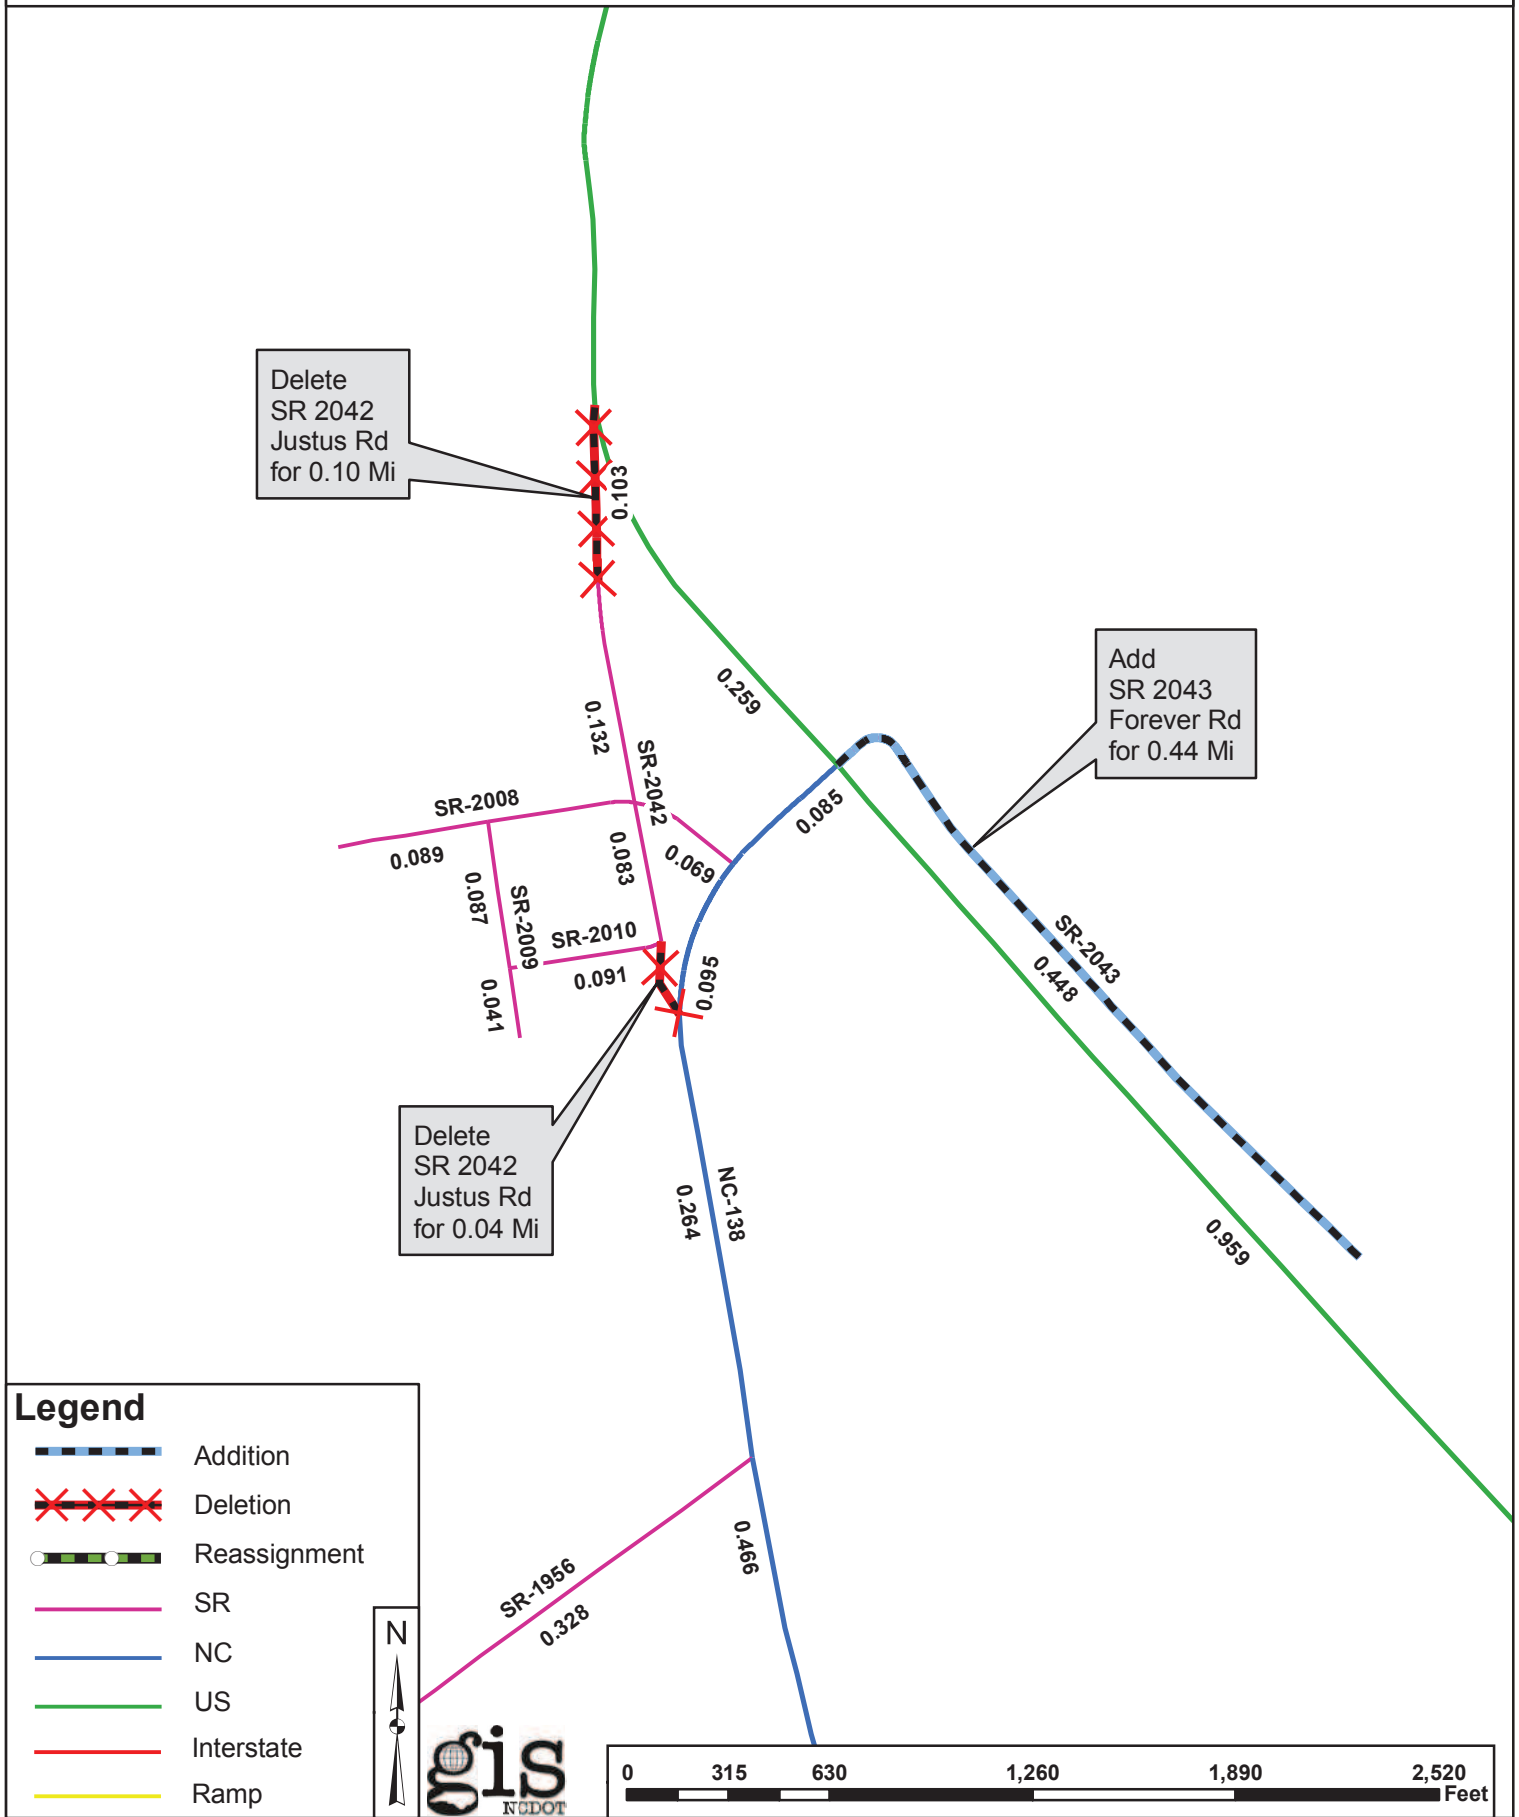 Delete
SR 2042
Justus Rd
for 0.10 Mi
0.103
0.259
Add
SR 2043
Forever Rd
for 0.44 Mi
0.132
SR-2042
SR-2008
0.085
0.089
0.083
0.069
0.087
SR-2009
SR-2010
0.091
0.095
SR-2043
0.448
0.041
Delete
SR 2042
Justus Rd
for 0.04 Mi
NC-138
0.264
0.959
Legend
Addition
Deletion
Reassignment
SR
NC
US
Interstate
Ramp
0.466
SR-1956
0.328
N
gis
NCDOT
0 315 630 1,260 1,890 2,520
Feet